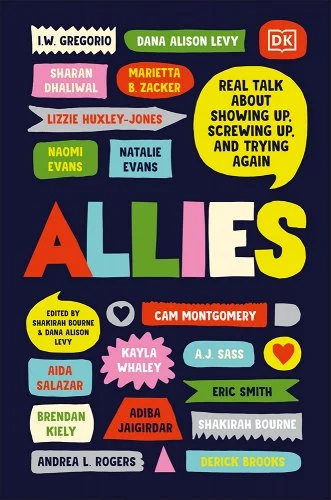 I.W. GREGORIO
DANA ALISON LEVY
DK
SHARAN
DHALIWAL
MARIETTA
B. ZACKER
LIZZIE HUXLEY-JONES
NAOMI
EVANS
NATALIE
EVANS
REAL TALK
ABOUT
SHOWING UP,
SCREWING UP,
AND TRYING
AGAIN
ALLIES
EDITED BY
SHAKIRAH BOURNE
& DANA ALISON
LEVY
CAM MONTGOMERY
KAYLA
WHALEY
A.J. SASS
AIDA
SALAZAR
ERIC SMITH
BRENDAN
KIELY
ADIBA
JAIGIRDAR
SHAKIRAH BOURNE
ANDREA L. ROGERS
DERICK BROOKS